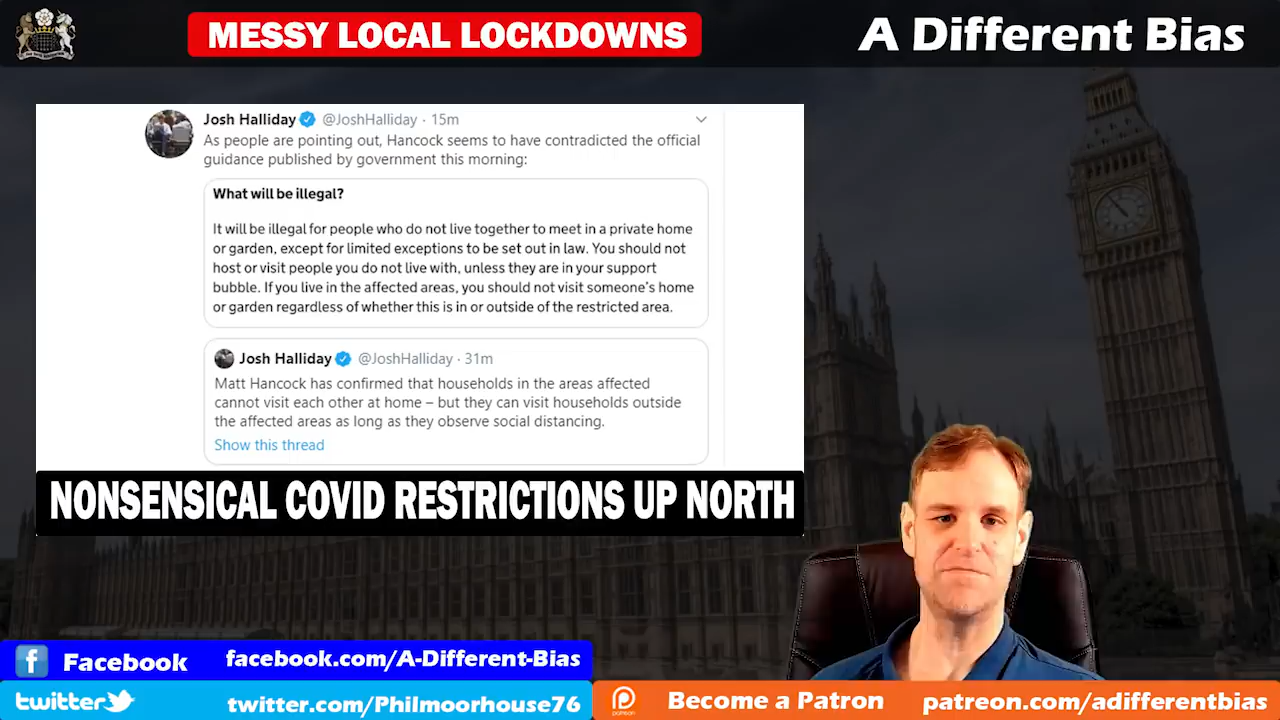 MESSY LOCAL LOCKDOWNS
A Different Bias
Josh Halliday @JoshHalliday · 15m
As people are pointing out, Hancock seems to have contradicted the official
guidance published by government this morning:
What will be illegal?
It will be illegal for people who do not live together to meet in a private home
or garden, except for limited exceptions to be set out in law. You should not
host or visit people you do not live with, unless they are in your support
bubble. If you live in the affected areas, you should not visit someone's home
or garden regardless of whether this is in or outside of the restricted area.
Josh Halliday @JoshHalliday · 31m
Matt Hancock has confirmed that households in the areas affected
cannot visit each other at home – but they can visit households outside
the affected areas as long as they observe social distancing.
Show this thread
NONSENSICAL COVID RESTRICTIONS UP NORTH
f Facebook facebook.com/A-Different-Bias
twitter twitter.com/Philmoorhouse76
patreon Become a Patron patreon.com/adifferentbias